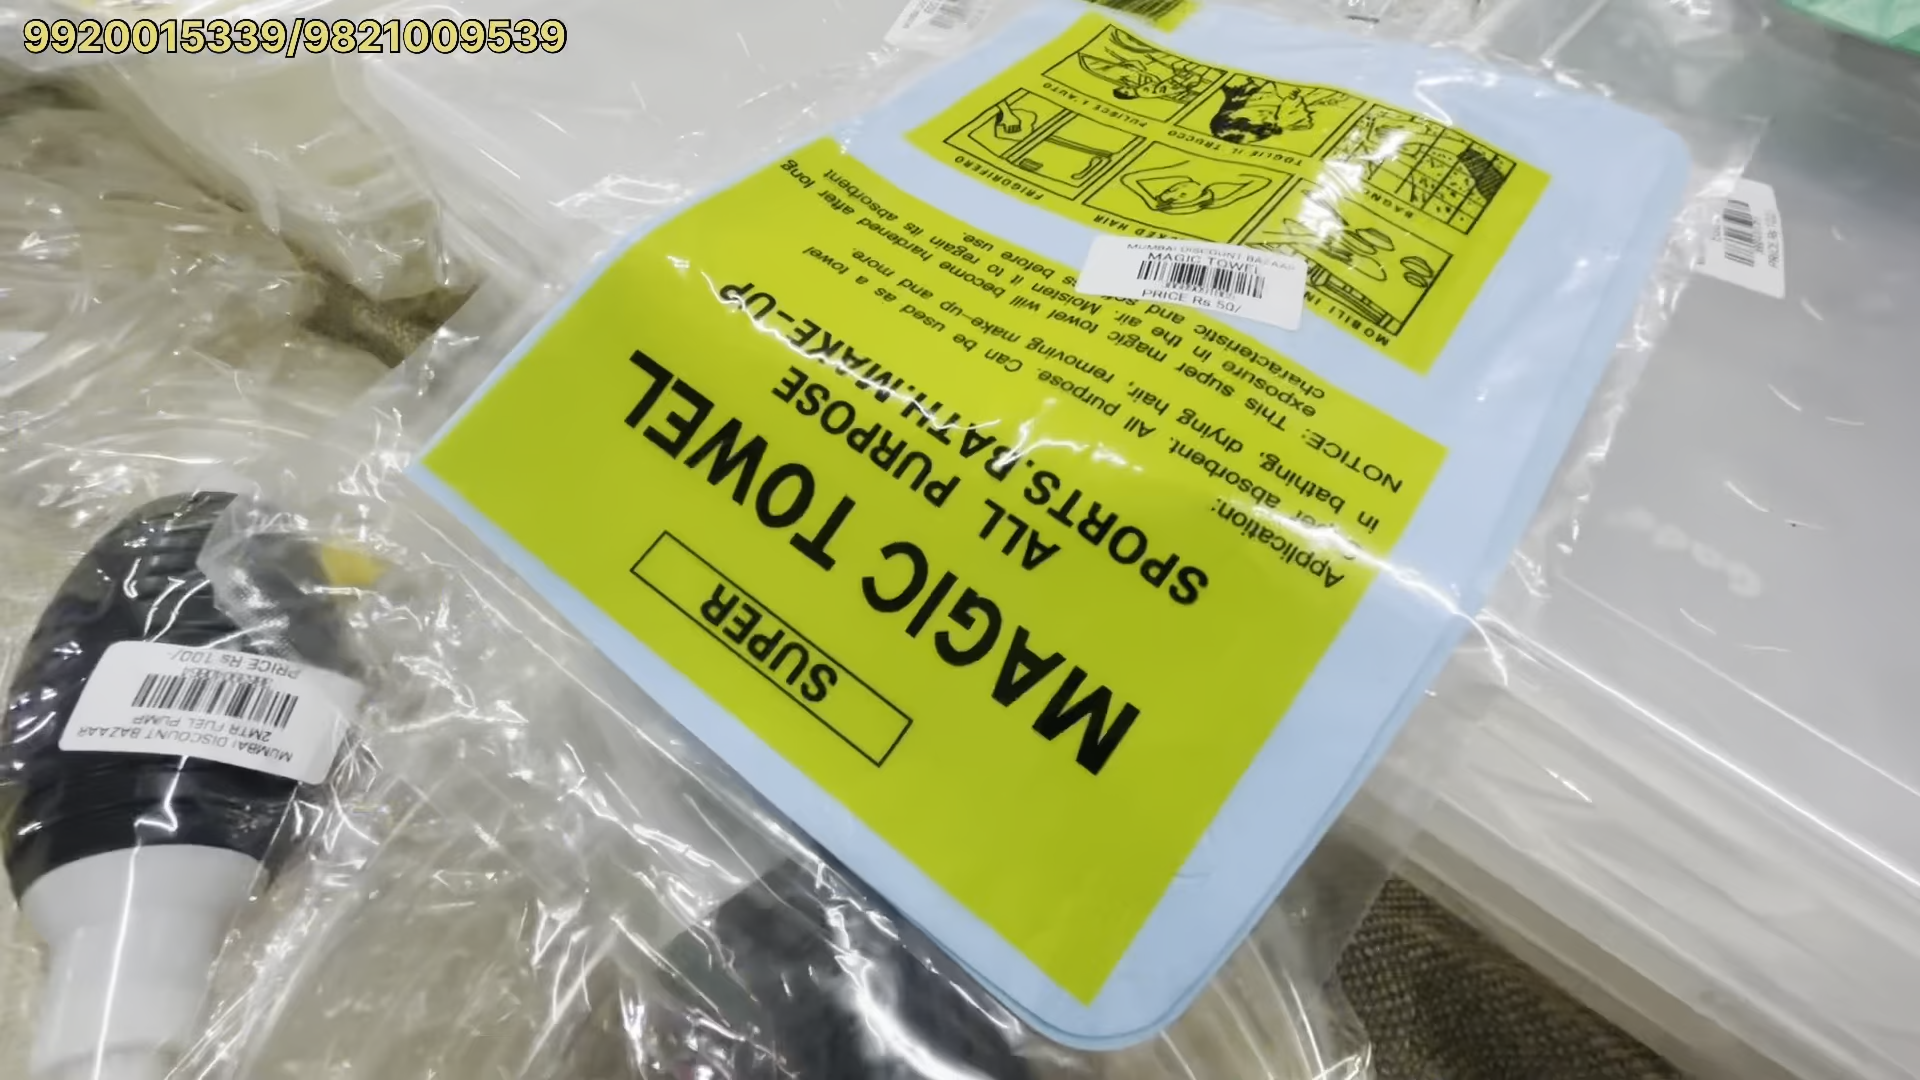 9920015339/9821009539
SUPER
MAGIC TOWEL
ALL PURPOSE
SPORTS.BATH.MAKE-UP
Application:
Super absorbent. All purpose. Can be used as a towel
in bathing, drying hair, removing make-up and more.
NOTICE: This super magic towel will become hardened after long
exposure in the air. Moisten it to regain its absorbent
characteristic and softness before use.
MOBILI IN
HAIR
FRIGORIFERO
BAGNI
TOGLIE IL TRUCCO
PULISCE L'AUTO
MUMBAI DISCOUNT BAZAAR
MAGIC TOWEL
PRICE Rs 50/
MUMBAI DISCOUNT BAZAAR
2MTR FUEL PUMP
PRICE Rs 100/-